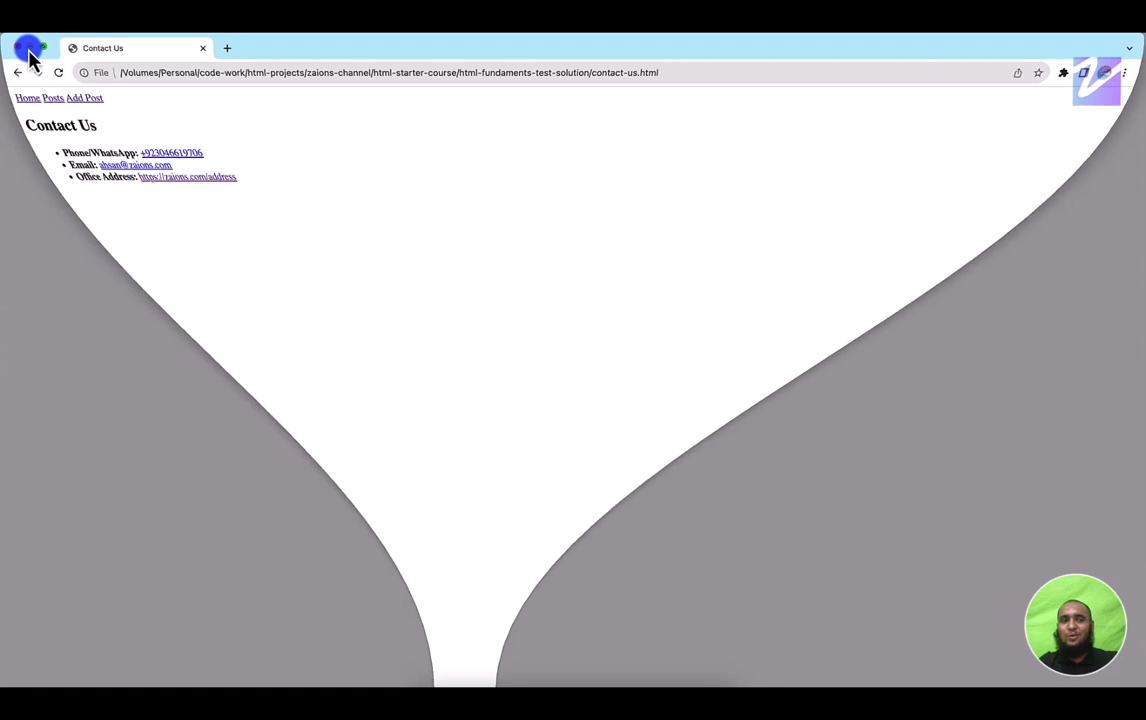 Contact Us
File /Volumes/Personal/code-work/html-projects/zaions-channel/html-starter-course/html-fundaments-test-solution/contact-us.html
Home Posts Add Post
Contact Us
• Phone/WhatsApp: +923046619706
• Email: ahsan@zaions.com
• Office Address: https://zaions.com/address